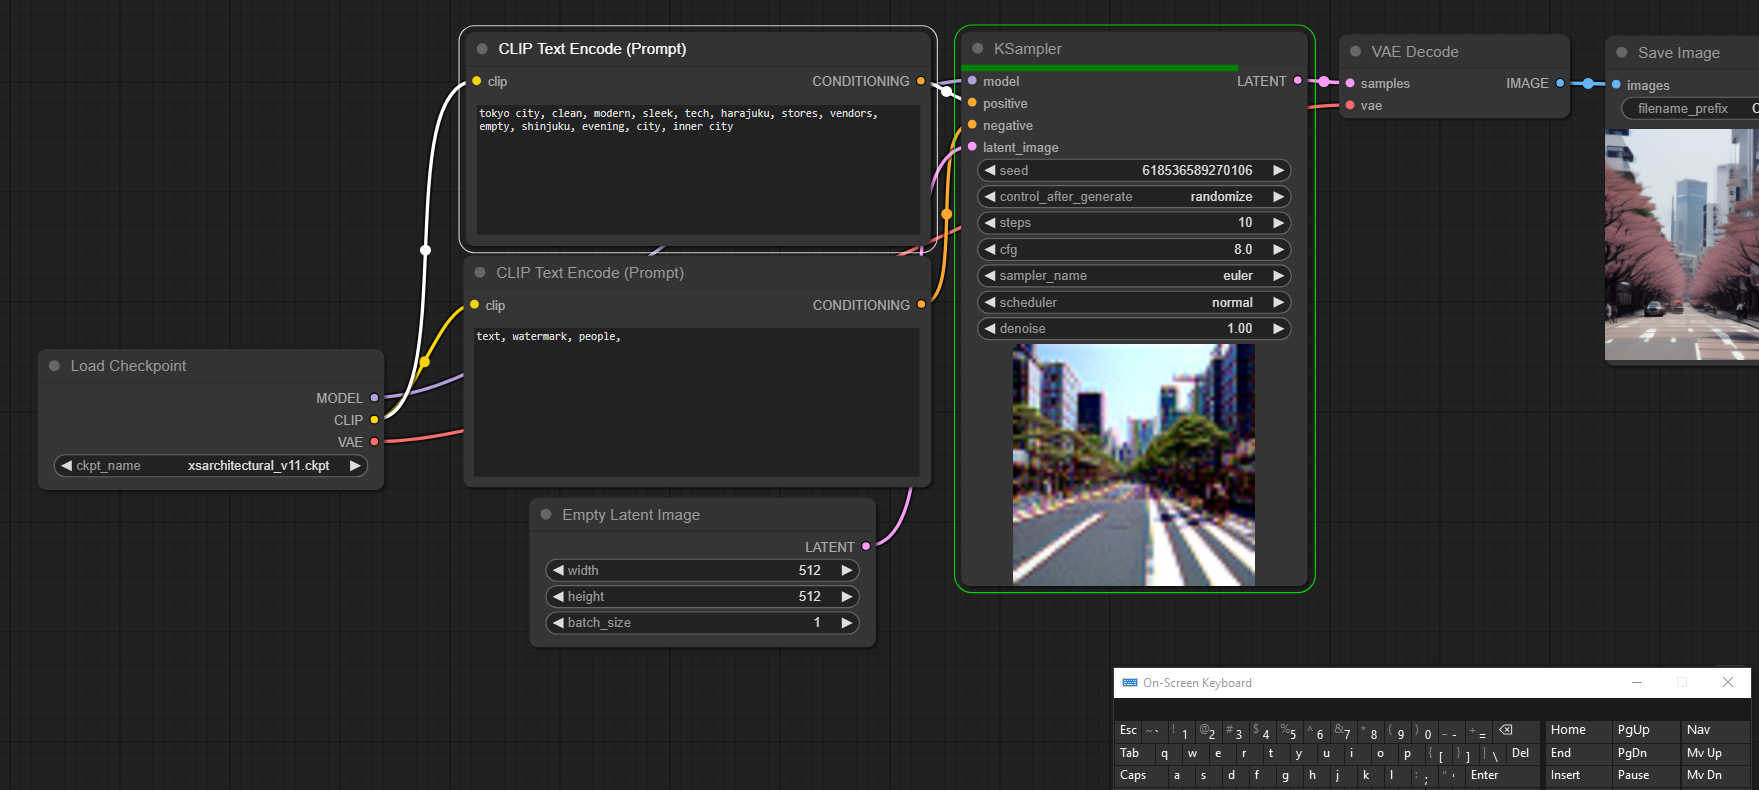 CLIP Text Encode (Prompt)
clip
CONDITIONING
tokyo city, clean, modern, sleek, tech, harajuku, stores, vendors,
empty, shinjuku, evening, city, inner city
CLIP Text Encode (Prompt)
clip
CONDITIONING
text, watermark, people,
Load Checkpoint
MODEL
CLIP
VAE
ckpt_name xsarchitectural_v11.ckpt
Empty Latent Image
LATENT
width 512
height 512
batch_size 1
KSampler
model LATENT
positive
negative
latent_image
seed 618536589270106
control_after_generate randomize
steps 10
cfg 8.0
sampler_name euler
scheduler normal
denoise 1.00
VAE Decode
samples IMAGE
vae
Save Image
images
filename_prefix
On-Screen Keyboard
Esc ~ ` ! 1 @ 2 # 3 $ 4 % 5 ^ 6 & 7 * 8 ( 9 ) 0 _ - + = Home PgUp Nav
Tab q w e r t y u i o p { [ } ] | \ Del End PgDn Mv Up
Caps a s d f g h j k l : ; " ' Enter Insert Pause Mv Dn